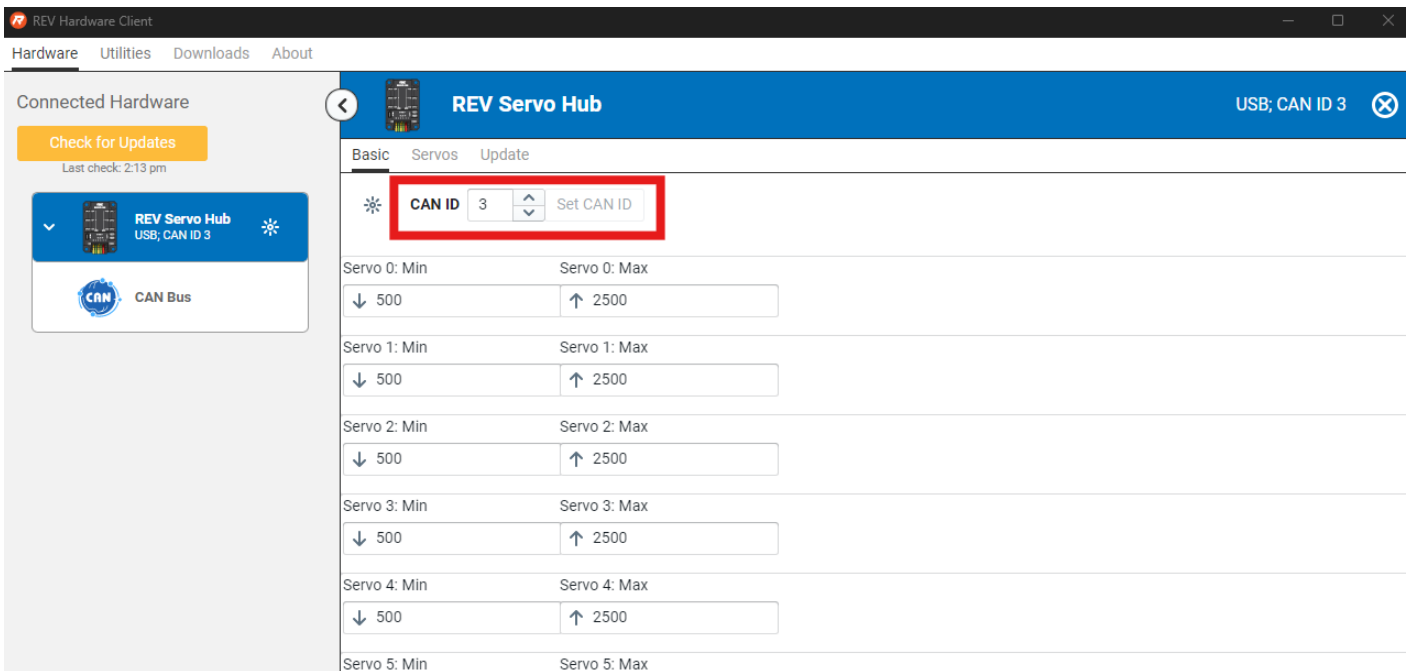 REV Hardware Client
Hardware Utilities Downloads About
Connected Hardware
Check for Updates
Last check: 2:13 pm
REV Servo Hub
USB; CAN ID 3
CAN
CAN Bus
REV Servo Hub
USB; CAN ID 3
Basic Servos Update
CAN ID 3 Set CAN ID
Servo 0: Min Servo 0: Max
500 2500
Servo 1: Min Servo 1: Max
500 2500
Servo 2: Min Servo 2: Max
500 2500
Servo 3: Min Servo 3: Max
500 2500
Servo 4: Min Servo 4: Max
500 2500
Servo 5: Min Servo 5: Max